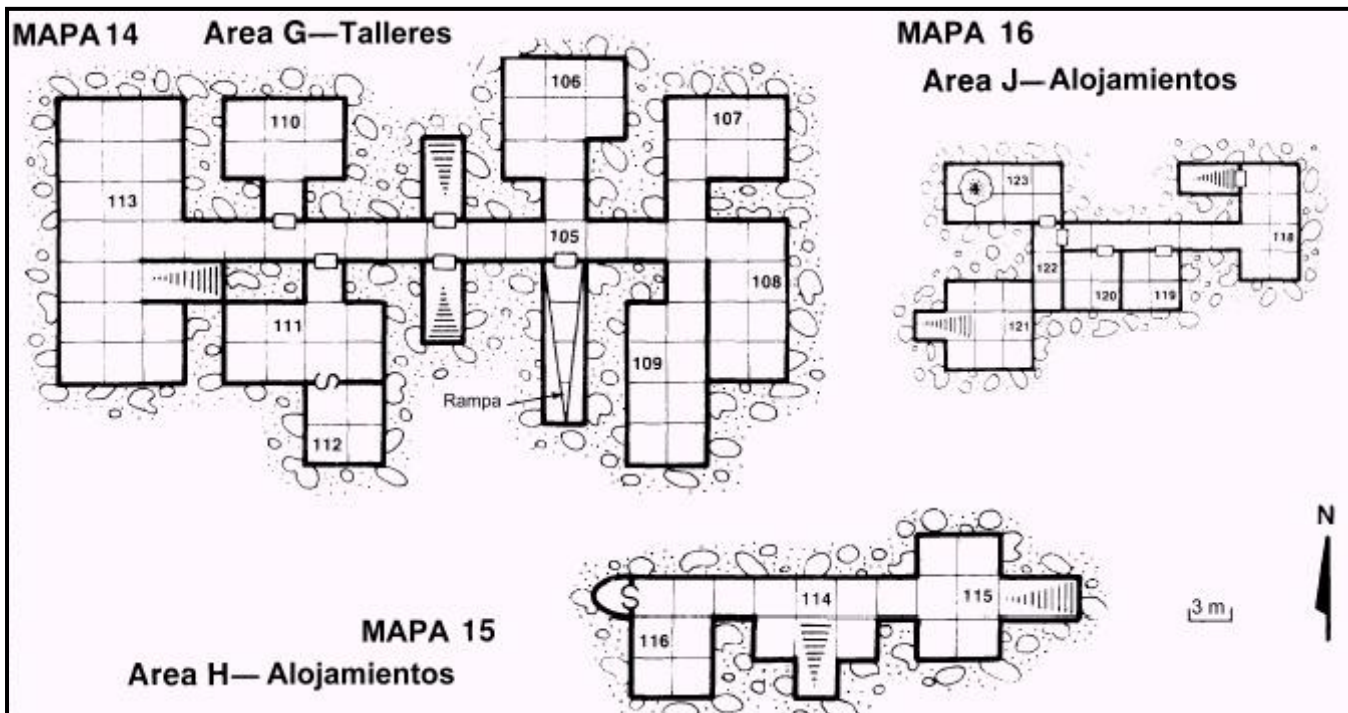 MAPA 14 Area G—Talleres
106
107
110
113
105
108
111
109
Rampa
112
MAPA 16
Area J—Alojamientos
123
118
122
120
119
121
N
3 m
114
115
116
MAPA 15
Area H— Alojamientos
S
S